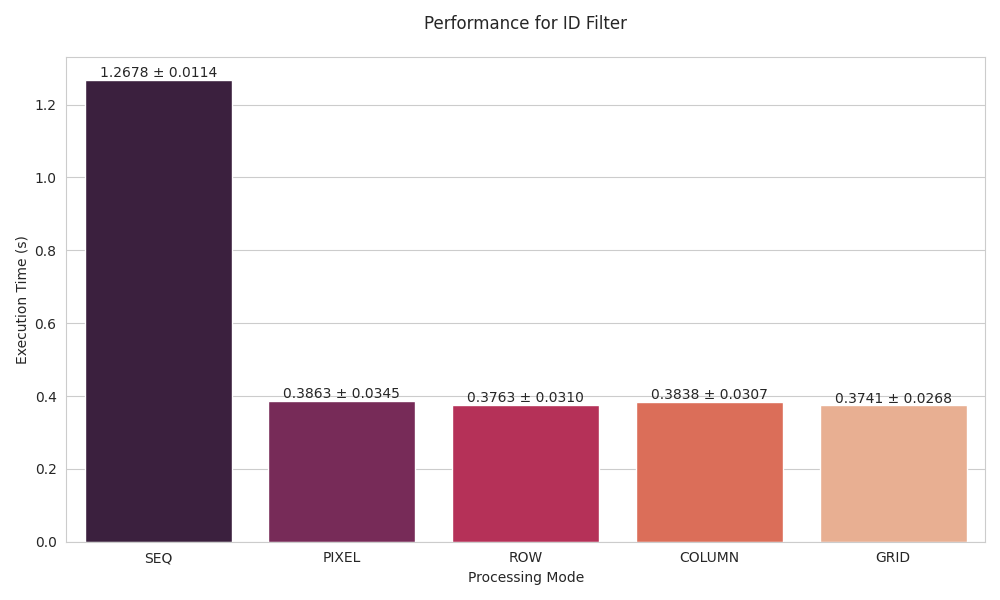 Performance for ID Filter
Execution Time (s)
1.2
1.0
0.8
0.6
0.4
0.2
0.0
1.2678 ± 0.0114
0.3863 ± 0.0345
0.3763 ± 0.0310
0.3838 ± 0.0307
0.3741 ± 0.0268
SEQ
PIXEL
ROW
COLUMN
GRID
Processing Mode